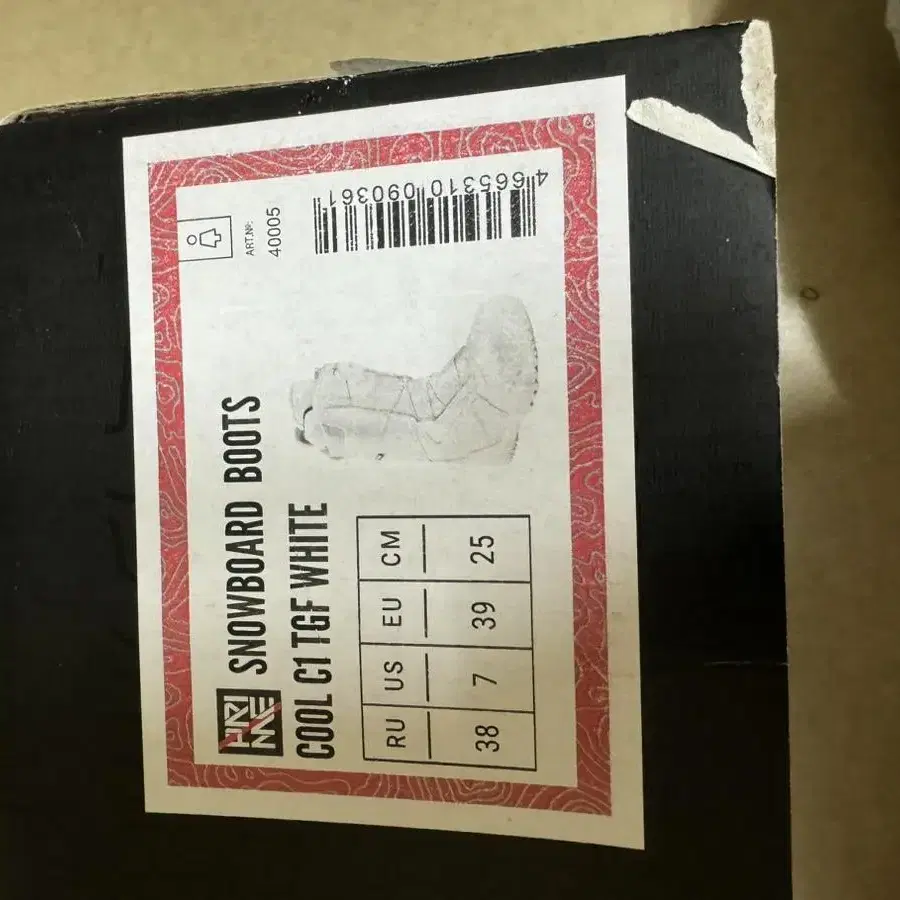 PRIME
SNOWBOARD BOOTS
COOL C1 TGF WHITE
RU US EU CM
38 7 39 25
ART.№:
40005
4 665310 090361